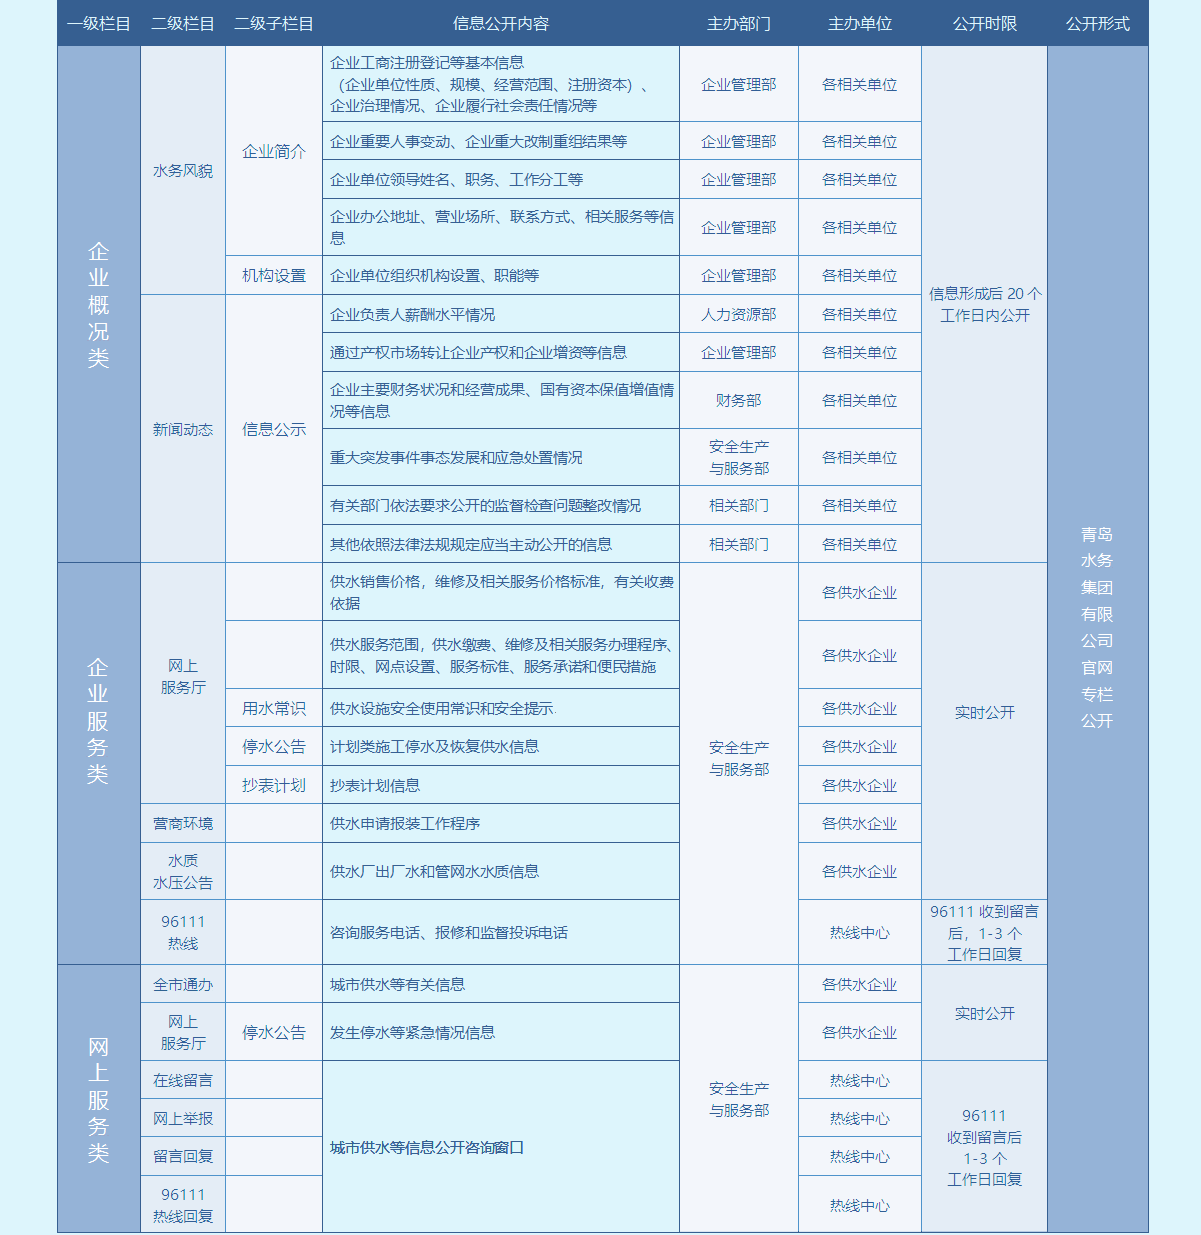 一级栏目 二级栏目 二级子栏目 信息公开内容 主办部门 主办单位 公开时限 公开形式
企业概况类
水务风貌
企业简介
企业工商注册登记等基本信息
（企业单位性质、规模、经营范围、注册资本）、
企业治理情况、企业履行社会责任情况等
企业管理部 各相关单位
企业重要人事变动、企业重大改制重组结果等 企业管理部 各相关单位
企业单位领导姓名、职务、工作分工等 企业管理部 各相关单位
企业办公地址、营业场所、联系方式、相关服务等信
息
企业管理部 各相关单位
机构设置 企业单位组织机构设置、职能等 企业管理部 各相关单位
信息形成后 20 个
工作日内公开
新闻动态
信息公示
企业负责人薪酬水平情况 人力资源部 各相关单位
通过产权市场转让企业产权和企业增资等信息 企业管理部 各相关单位
企业主要财务状况和经营成果、国有资本保值增值情
况等信息
财务部 各相关单位
重大突发事件事态发展和应急处置情况
安全生产
与服务部
各相关单位
有关部门依法要求公开的监督检查问题整改情况 相关部门 各相关单位
其他依照法律法规规定应当主动公开的信息 相关部门 各相关单位
青岛
水务
集团
有限
公司
官网
专栏
公开
企业服务类
网上
服务厅
供水销售价格，维修及相关服务价格标准，有关收费
依据
各供水企业
供水服务范围，供水缴费、维修及相关服务办理程序、
时限、网点设置、服务标准、服务承诺和便民措施
各供水企业
用水常识 供水设施安全使用常识和安全提示. 各供水企业
停水公告 计划类施工停水及恢复供水信息 各供水企业
抄表计划 抄表计划信息 各供水企业
安全生产
与服务部
实时公开
营商环境 供水申请报装工作程序 各供水企业
水质
水压公告
供水厂出厂水和管网水水质信息 各供水企业
96111
热线
咨询服务电话、报修和监督投诉电话 热线中心
96111 收到留言
后，1-3 个
工作日回复
网上服务类
全市通办 城市供水等有关信息 各供水企业
网上
服务厅
停水公告 发生停水等紧急情况信息 各供水企业
实时公开
安全生产
与服务部
在线留言 热线中心
网上举报 热线中心
城市供水等信息公开咨询窗口
留言回复 热线中心
96111
热线回复
热线中心
96111
收到留言后
1-3 个
工作日回复